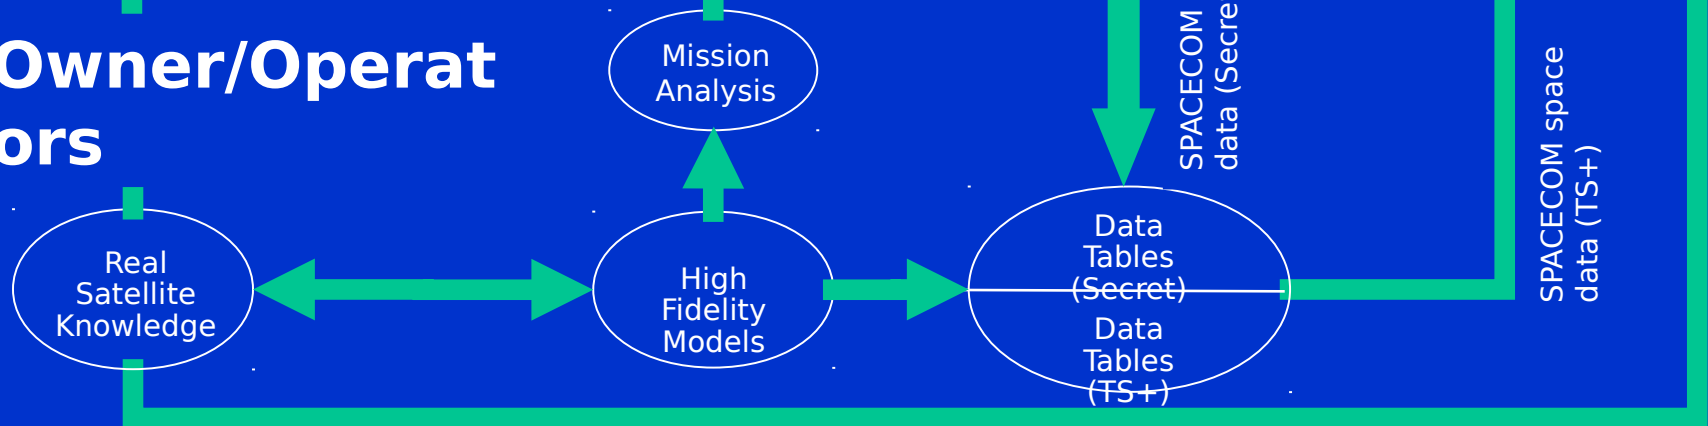 Owner/Operat
ors
Mission
Analysis
SPACECOM
data (Secre
SPACECOM space
data (TS+)
Real
Satellite
Knowledge
High
Fidelity
Models
Data
Tables
(Secret)
Data
Tables
(TS+)